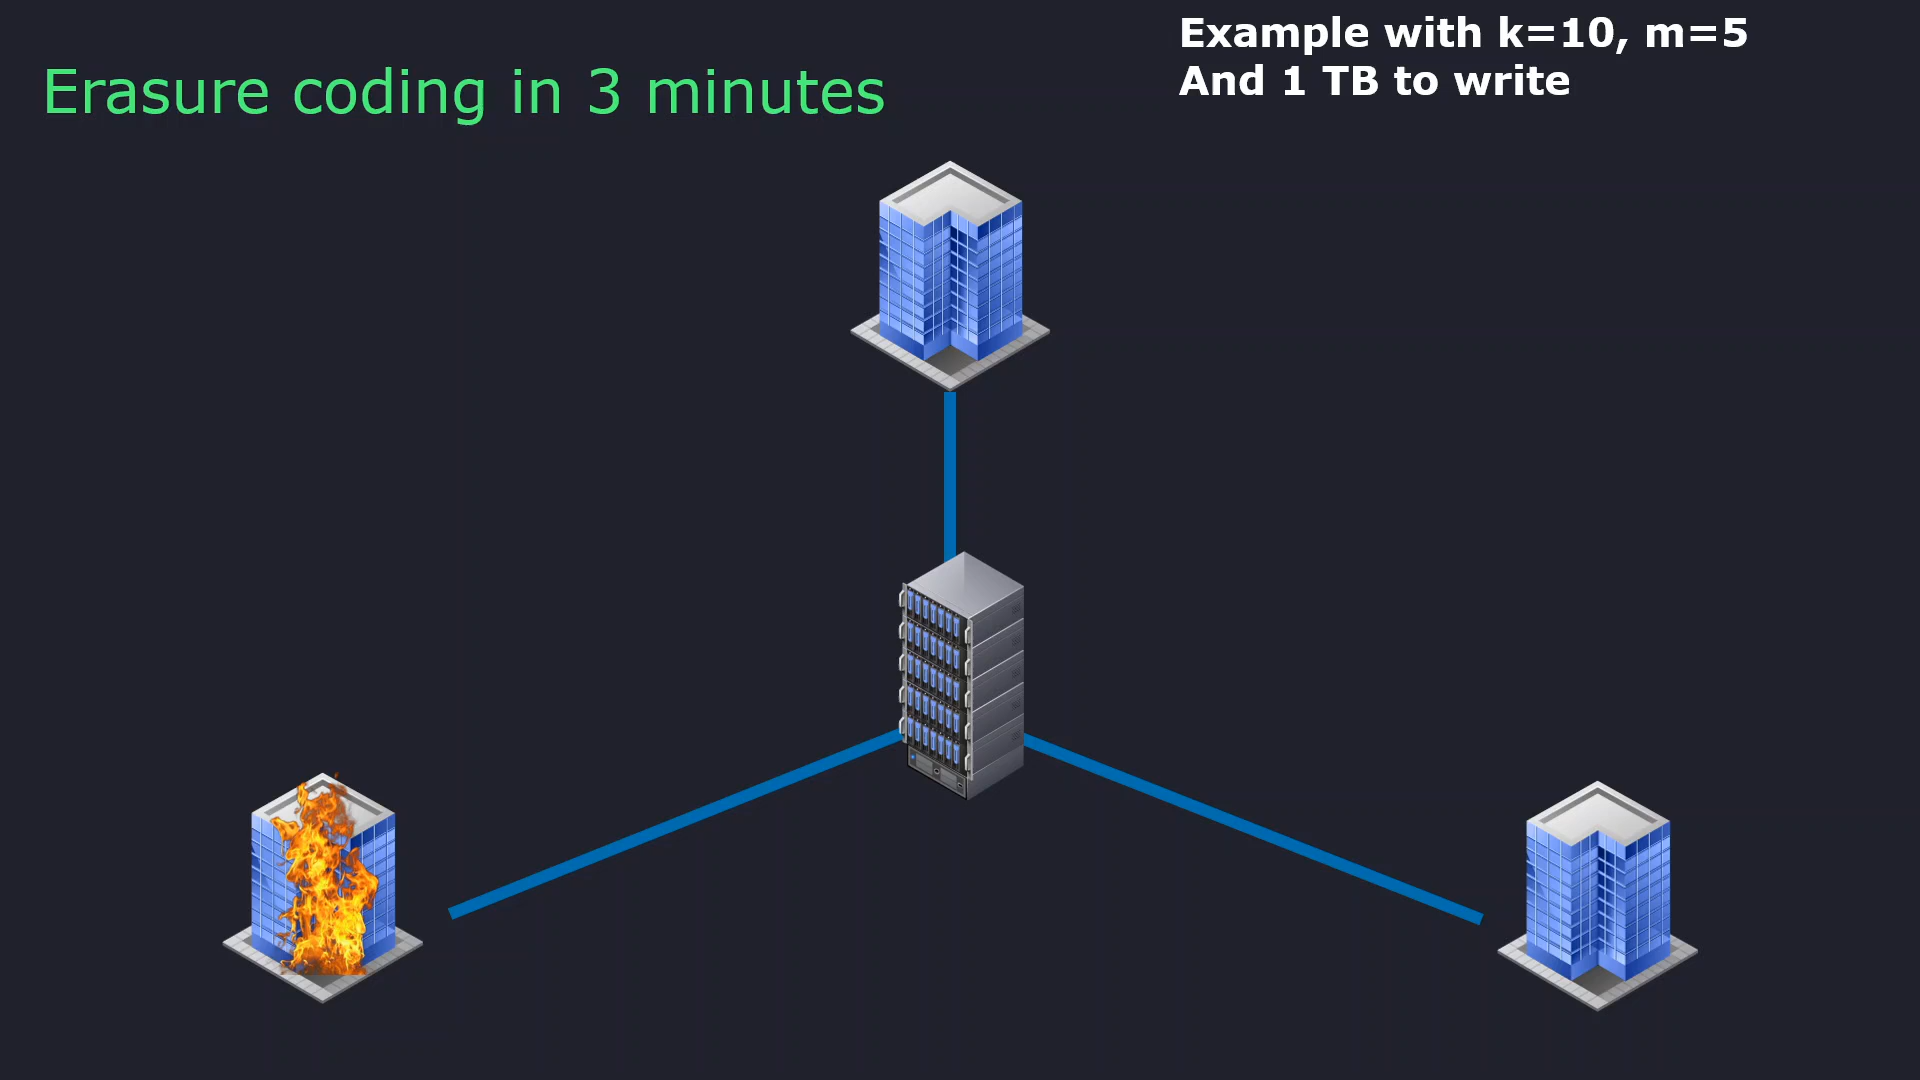 Example with k=10, m=5
And 1 TB to write
Erasure coding in 3 minutes